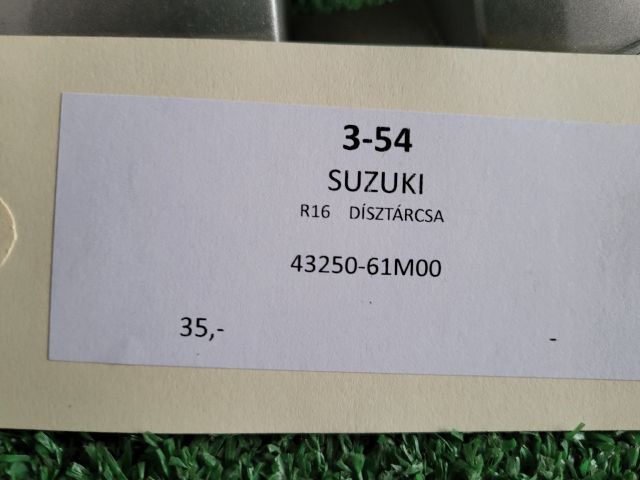 3-54
SUZUKI
R16 DÍSZTÁRCSA
43250-61M00
35,- -